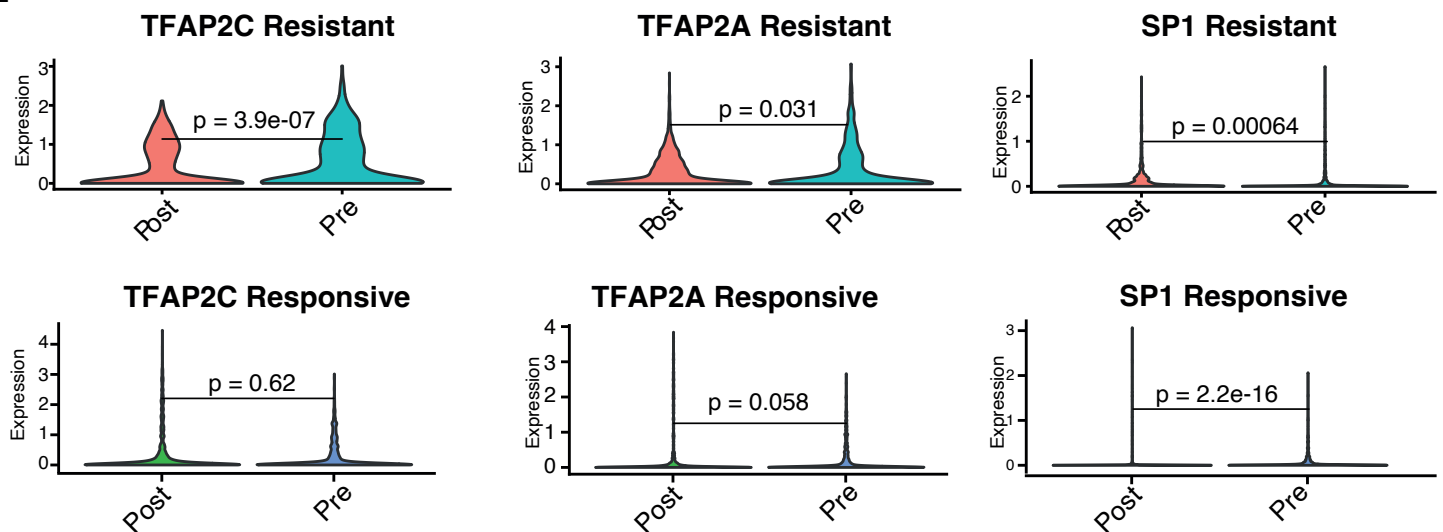 TFAP2C Resistant
Expression
3
2
1
0
p = 3.9e-07
Post
Pre
TFAP2A Resistant
Expression
3
2
1
0
p = 0.031
Post
Pre
SP1 Resistant
Expression
2
1
0
p = 0.00064
Post
Pre
TFAP2C Responsive
Expression
4
3
2
1
0
p = 0.62
Post
Pre
TFAP2A Responsive
Expression
4
3
2
1
0
p = 0.058
Post
Pre
SP1 Responsive
Expression
3
2
1
0
p = 2.2e-16
Post
Pre